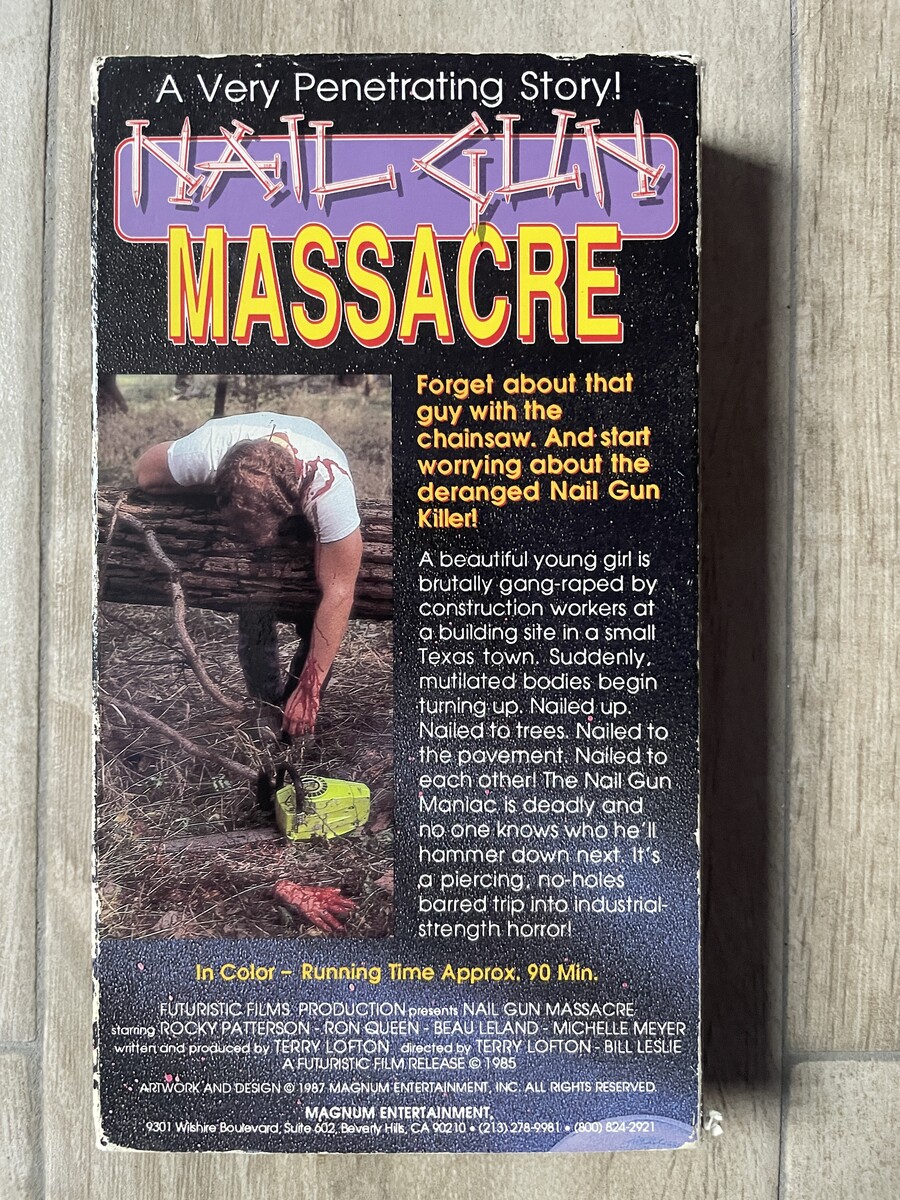 A Very Penetrating Story!
NAIL GUN
MASSACRE
Forget about that
guy with the
chainsaw. And start
worrying about the
deranged Nail Gun
Killer!
A beautiful young girl is
brutally gang-raped by
construction workers at
a building site in a small
Texas town. Suddenly,
mutilated bodies begin
turning up. Nailed up.
Nailed to trees. Nailed to
the pavement. Nailed to
each other! The Nail Gun
Maniac is deadly and
no one knows who he'll
hammer down next. It's
a piercing, no-holes
barred trip into industrial-
strength horror!
In Color – Running Time Approx. 90 Min.
FUTURISTIC FILMS. PRODUCTION presents NAIL GUN MASSACRE
starring ROCKY PATTERSON - RON QUEEN - BEAU LELAND - MICHELLE MEYER
written and produced by TERRY LOFTON directed by TERRY LOFTON - BILL LESLIE
A FUTURISTIC FILM RELEASE © 1985
ARTWORK AND DESIGN © 1987 MAGNUM ENTERTAINMENT, INC. ALL RIGHTS RESERVED.
MAGNUM ENTERTAINMENT,
9301 Wilshire Boulevard, Suite 602, Beverly Hills, CA 90210 • (213) 278-9981 • (800) 824-2921